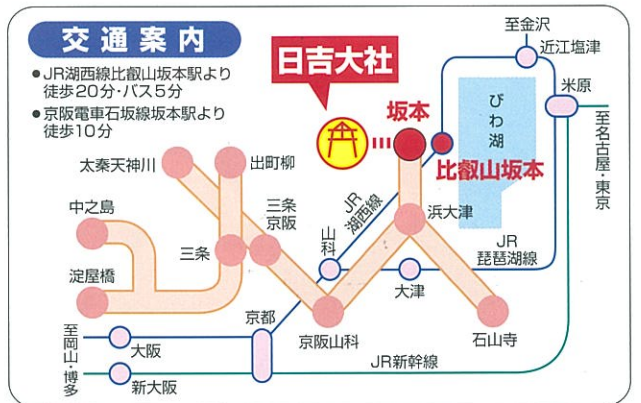 交通案内
●JR湖西線比叡山坂本駅より
徒歩20分・バス5分
●京阪電車石坂線坂本駅より
徒歩10分
日吉大社
坂本
比叡山坂本
至金沢
近江塩津
米原
至名古屋・東京
びわ湖
太秦天神川
出町柳
中之島
三条
三条
京阪
淀屋橋
JR
湖西線
山科
浜大津
JR
琵琶湖線
大津
京都
京阪山科
石山寺
至岡山・博多
大阪
新大阪
JR新幹線